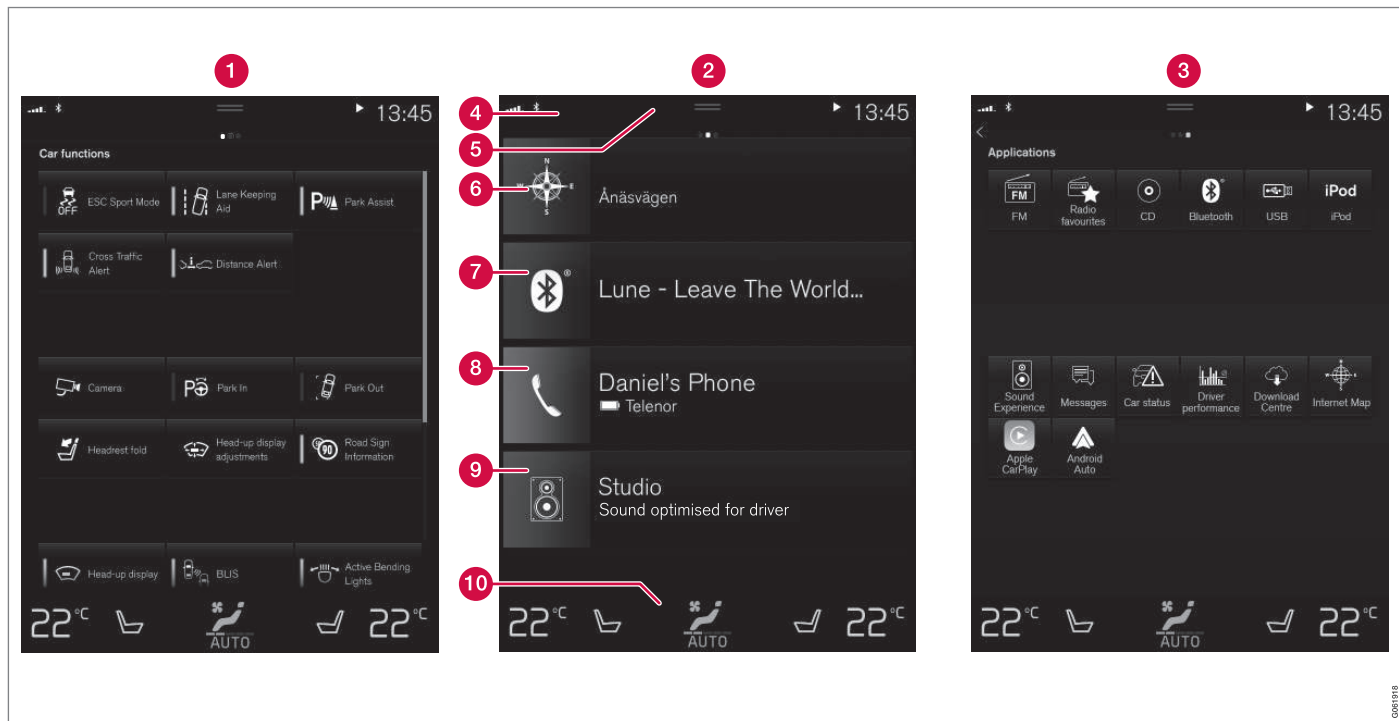 1
2
3
13:45
Car functions
OFF
ESC Sport Mode
Lane Keeping
Aid
P
Park Assist
Cross Traffic
Alert
Distance Alert
Camera
P
Park In
Park Out
Headrest fold
Head-up display
adjustments
90
Road Sign
Information
Head-up display
BLIS
Active Bending
Lights
22°C
AUTO
22°C
4
13:45
5
6
N
W
E
S
Ånäsvägen
7
®
Lune - Leave The World...
8
Daniel's Phone
Telenor
9
Studio
Sound optimised for driver
10
22°C
AUTO
22°C
13:45
Applications
FM
FM
Radio
favourites
CD
Bluetooth
USB
iPod
iPod
Sound
Experience
Messages
Car status
Driver
performance
Download
Centre
Internet Map
Apple
CarPlay
Android
Auto
22°C
AUTO
22°C
G061918